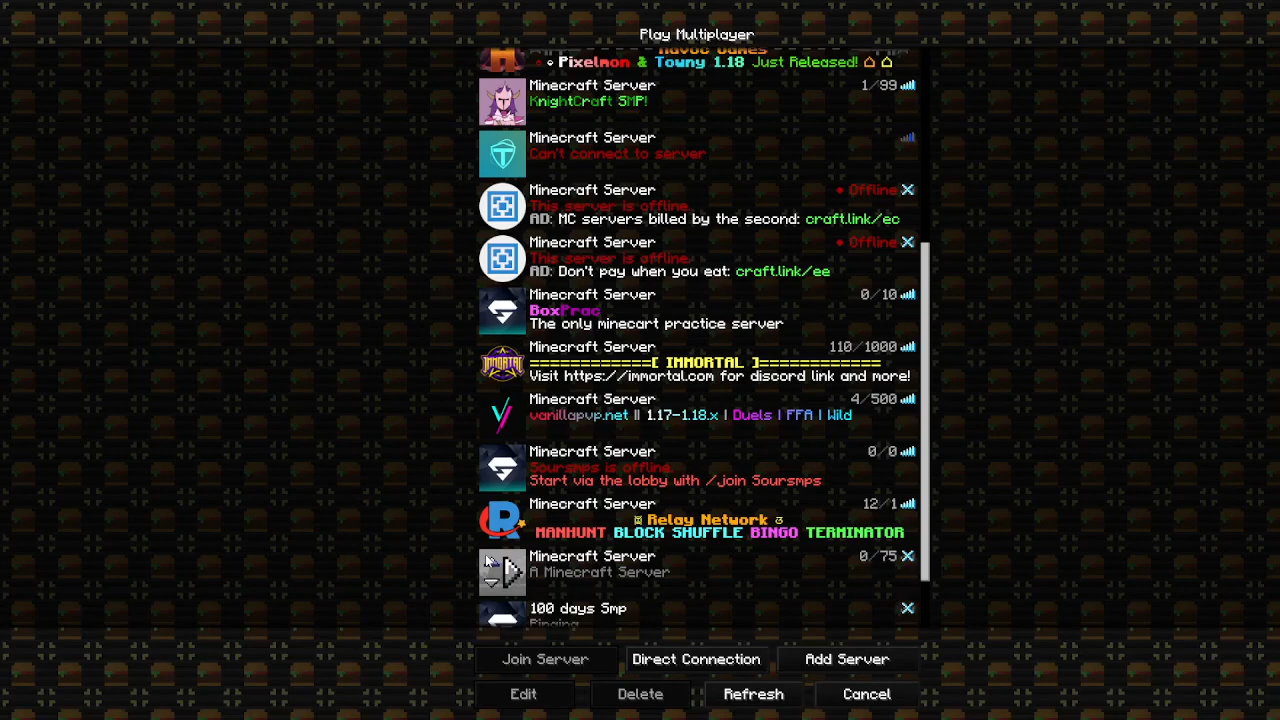 Play Multiplayer
Havoc Games
Pixelmon & Towny 1.18 Just Released!
Minecraft Server 1/99
KnightCraft SMP!
Minecraft Server
Can't connect to server
Minecraft Server • Offline
This server is offline.
AD: MC servers billed by the second: craft.link/ec
Minecraft Server • Offline
This server is offline.
AD: Don't pay when you eat: craft.link/ee
Minecraft Server 0/10
BoxPrac
The only minecart practice server
Minecraft Server 110/1000
============[ IMMORTAL ]============
Visit https://immortal.com for discord link and more!
Minecraft Server 4/500
vanillapvp.net || 1.17-1.18.x | Duels | FFA | Wild
Minecraft Server 0/0
Soursmps is offline.
Start via the lobby with /join Soursmps
Minecraft Server 12/1
Relay Network
MANHUNT BLOCK SHUFFLE BINGO TERMINATOR
Minecraft Server 0/75
A Minecraft Server
100 days Smp
Pinging
Join Server Direct Connection Add Server
Edit Delete Refresh Cancel